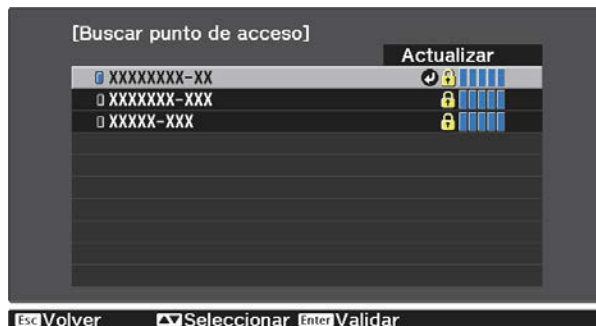 [Buscar punto de acceso]
Actualizar
XXXXXXXX-XX
XXXXXXX-XXX
XXXXX-XXX
Esc Volver Seleccionar Enter Validar